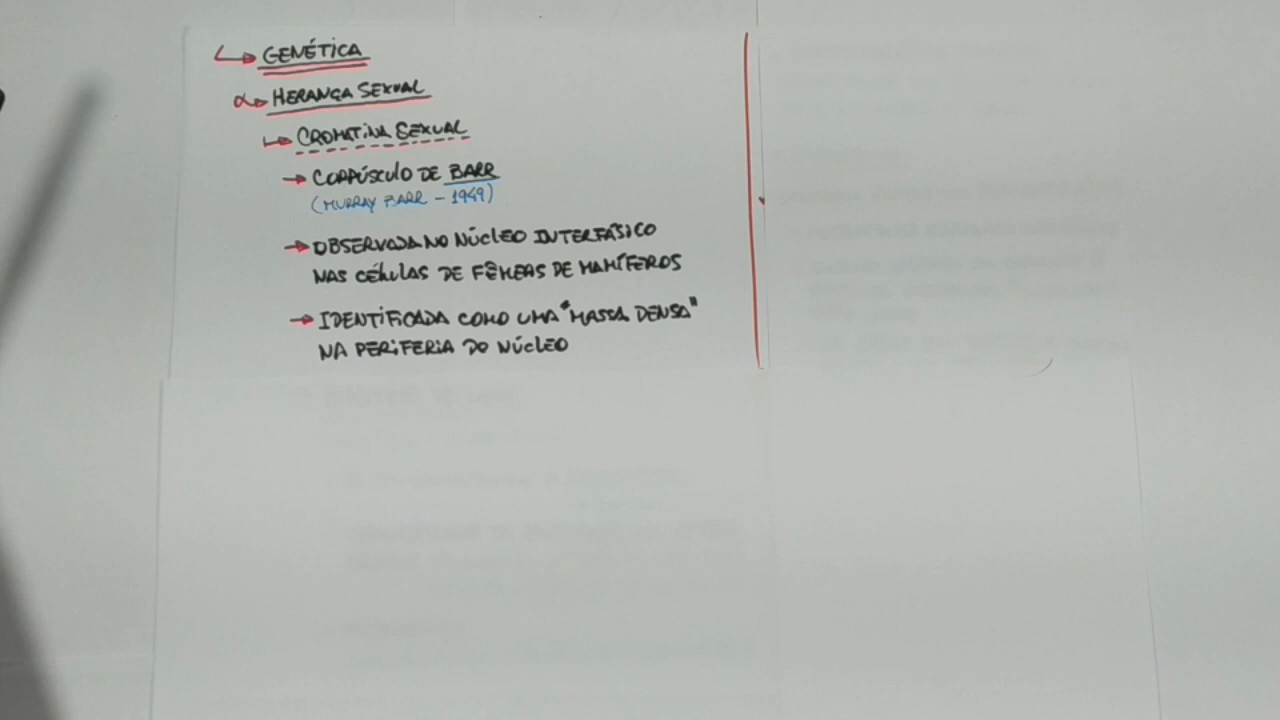 GENÉTICA
HERANÇA SEXUAL
CROMATINA SEXUAL
CORPÚSCULO DE BARR
(MURRAY BARR - 1949)
OBSERVADA NO NÚCLEO INTERFÁSICO
NAS CÉLULAS DE FÊMEAS DE MAMÍFEROS
IDENTIFICADA COMO UMA "MASSA DENSA"
NA PERIFERIA DO NÚCLEO